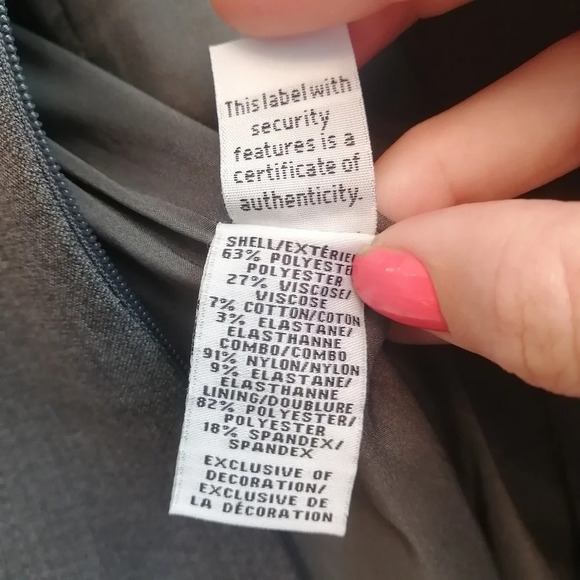 This label with
security
features is a
certificate of
authenticity.
SHELL/EXTÉRIE
63% POLYESTE
POLYESTER
27% VISCOSE/
VISCOSE
7% COTTON/COTON
3% ELASTANE/
ELASTHANNE
COMBO/COMBO
91% NYLON/NYLON
9% ELASTANE/
ELASTHANNE
LINING/DOUBLURE
82% POLYESTER/
POLYESTER
18% SPANDEX/
SPANDEX
EXCLUSIVE OF
DECORATION/
EXCLUSIVE DE
LA DÉCORATION